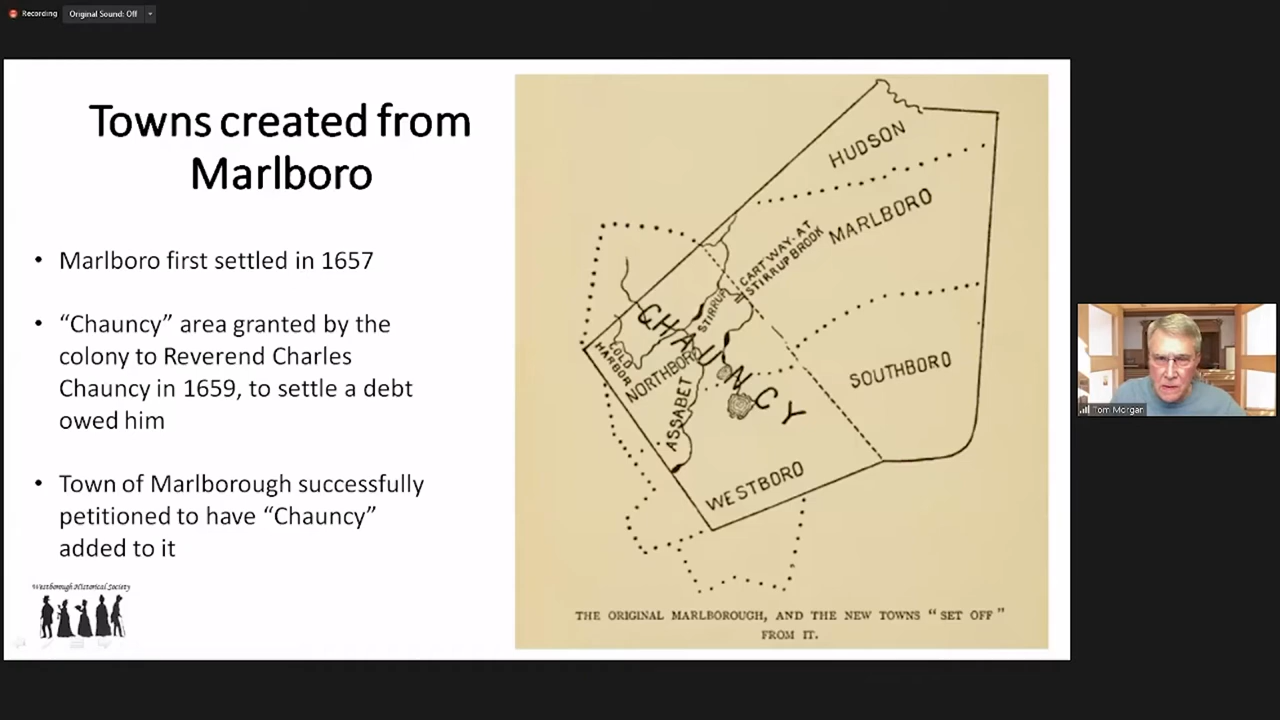 Recording
Original Sound: Off
Towns created from
Marlboro
• Marlboro first settled in 1657
• “Chauncy” area granted by the
colony to Reverend Charles
Chauncy in 1659, to settle a debt
owed him
• Town of Marlborough successfully
petitioned to have “Chauncy”
added to it
Westborough Historical Society
HUDSON
MARLBORO
CART WAY-AT
STIRRUP BROOK
STIRRUP
CHAUNCY
COLD
HARBOR
NORTHBORO
ASSABET
SOUTHBORO
WESTBORO
THE ORIGINAL MARLBOROUGH, AND THE NEW TOWNS “SET OFF”
FROM IT.
Tom Morgan